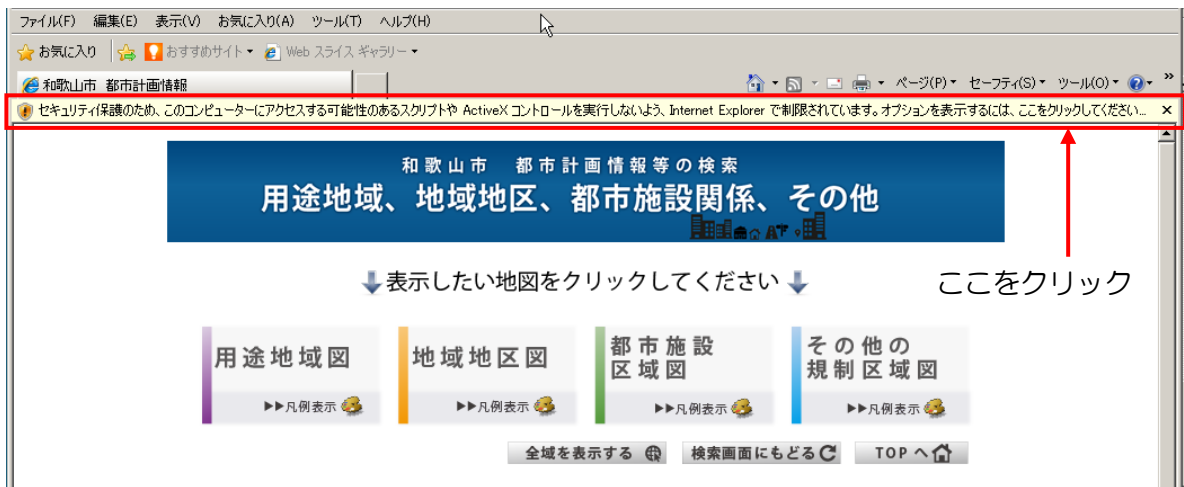 ファイル(F) 編集(E) 表示(V) お気に入り(A) ツール(T) ヘルプ(H)
お気に入り おすすめサイト Web スライス ギャラリー
和歌山市 都市計画情報 ページ(P) セーフティ(S) ツール(O) »
セキュリティ保護のため、このコンピューターにアクセスする可能性のあるスクリプトや ActiveX コントロールを実行しないよう、Internet Explorer で制限されています。オプションを表示するには、ここをクリックしてください...
和歌山市 都市計画情報等の検索
用途地域、地域地区、都市施設関係、その他
表示したい地図をクリックしてください
ここをクリック
用途地域図
▶▶凡例表示
地域地区図
▶▶凡例表示
都市施設
区域図
▶▶凡例表示
その他の
規制区域図
▶▶凡例表示
全域を表示する 検索画面にもどる TOP へ